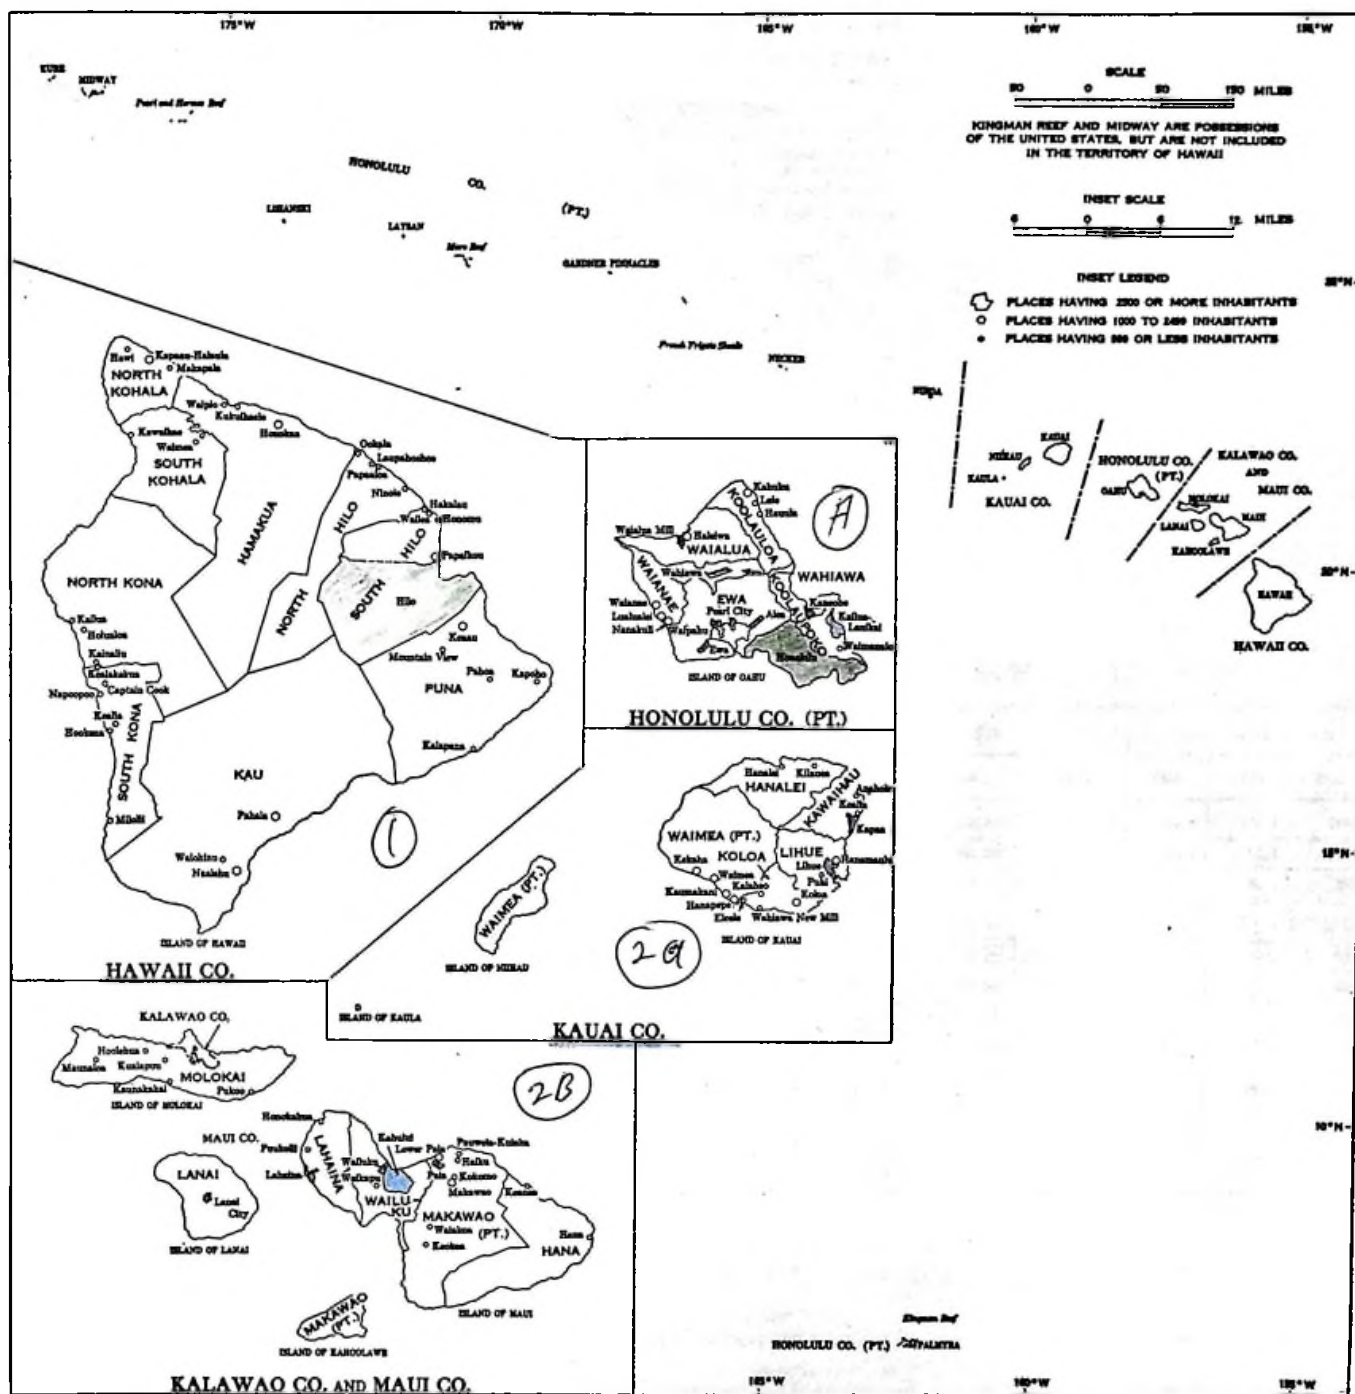 175°W
170°W
165°W
160°W
155°W
KURE
MIDWAY
Pearl and Hermes Reef
HONOLULU CO. (PT.)
LISIANSKI
LAYSAN
Maro Reef
GARDNER PINNACLES
French Frigate Shoals
NECKER
SCALE
50 0 50 150 MILES
KINGMAN REEF AND MIDWAY ARE POSSESSIONS
OF THE UNITED STATES, BUT ARE NOT INCLUDED
IN THE TERRITORY OF HAWAII
INSET SCALE
6 0 6 12 MILES
INSET LEGEND
PLACES HAVING 2500 OR MORE INHABITANTS
PLACES HAVING 1000 TO 2499 INHABITANTS
PLACES HAVING 999 OR LESS INHABITANTS
25°N
NIIHAU
KAUAI
KAULA
KAUAI CO.
HONOLULU CO.
(PT.)
OAHU
KALAWAO CO.
AND
MAUI CO.
MOLOKAI
LANAI
MAUI
KAHOOLAWE
20°N
HAWAII
HAWAII CO.
15°N
10°N
Hawi
Kapaau-Halaula
Makapala
NORTH
KOHALA
Waipio
Kukuihaele
Honokaa
Kawaihae
Waimea
SOUTH
KOHALA
Ookala
Laupahoehoe
Papaaloa
Ninole
Hakalau
Wailea
Honomu
Papaikou
HAMAKUA
NORTH HILO
SOUTH HILO
Hilo
NORTH KONA
Kailua
Holualoa
Kainaliu
Kealakekua
Captain Cook
Napoopoo
Kealia
Hookena
SOUTH KONA
Milolii
Keaau
Mountain View
Pahoa
Kapoho
PUNA
Kalapana
KAU
Pahala
Waiohinu
Naalehu
1
ISLAND OF HAWAII
HAWAII CO.
A
Kahuku
Laie
Hauula
KOOLAULOA
Waialua Mill
Haleiwa
WAIALUA
Wahiawa
WAHIAWA
WAIANAE
Waianae
Lualualei
Nanakuli
EWA
Pearl City
Aiea
Waipahu
Ewa
KOOLAUPOKO
Kaneohe
Kailua-
Lanikai
Waimanalo
Honolulu
ISLAND OF OAHU
HONOLULU CO. (PT.)
Hanalei
Kilauea
HANALEI
KAWAIHAU
Anahola
Kealia
Kapaa
WAIMEA (PT.)
KOLOA
LIHUE
Hanamaulu
Lihue
Puhi
Koloa
Kekaha
Waimea
Kalaheo
Kaumakani
Hanapepe
Eleele
Wahiawa New Mill
ISLAND OF KAUAI
2A
WAIMEA (PT.)
ISLAND OF NIIHAU
ISLAND OF KAULA
KAUAI CO.
KALAWAO CO.
Hoolehua
Maunaloa
Kualapuu
MOLOKAI
Kaunakakai
Pukoo
ISLAND OF MOLOKAI
2B
MAUI CO.
Honokahua
Puukolii
Lahaina
LAHAINA
Kahului
Wailuku
Waikapu
WAILU-
KU
Lower Paia
Paia
Pauwela-Kuiaha
Haiku
Kokomo
Makawao
Keanae
MAKAWAO
(PT.)
Waiakoa
Keokea
HANA
Hana
LANAI
Lanai
City
ISLAND OF LANAI
MAKAWAO
(PT.)
ISLAND OF KAHOOLAWE
ISLAND OF MAUI
KALAWAO CO. AND MAUI CO.
Kingman Reef
HONOLULU CO. (PT.)
PALMYRA
165°W
160°W
155°W